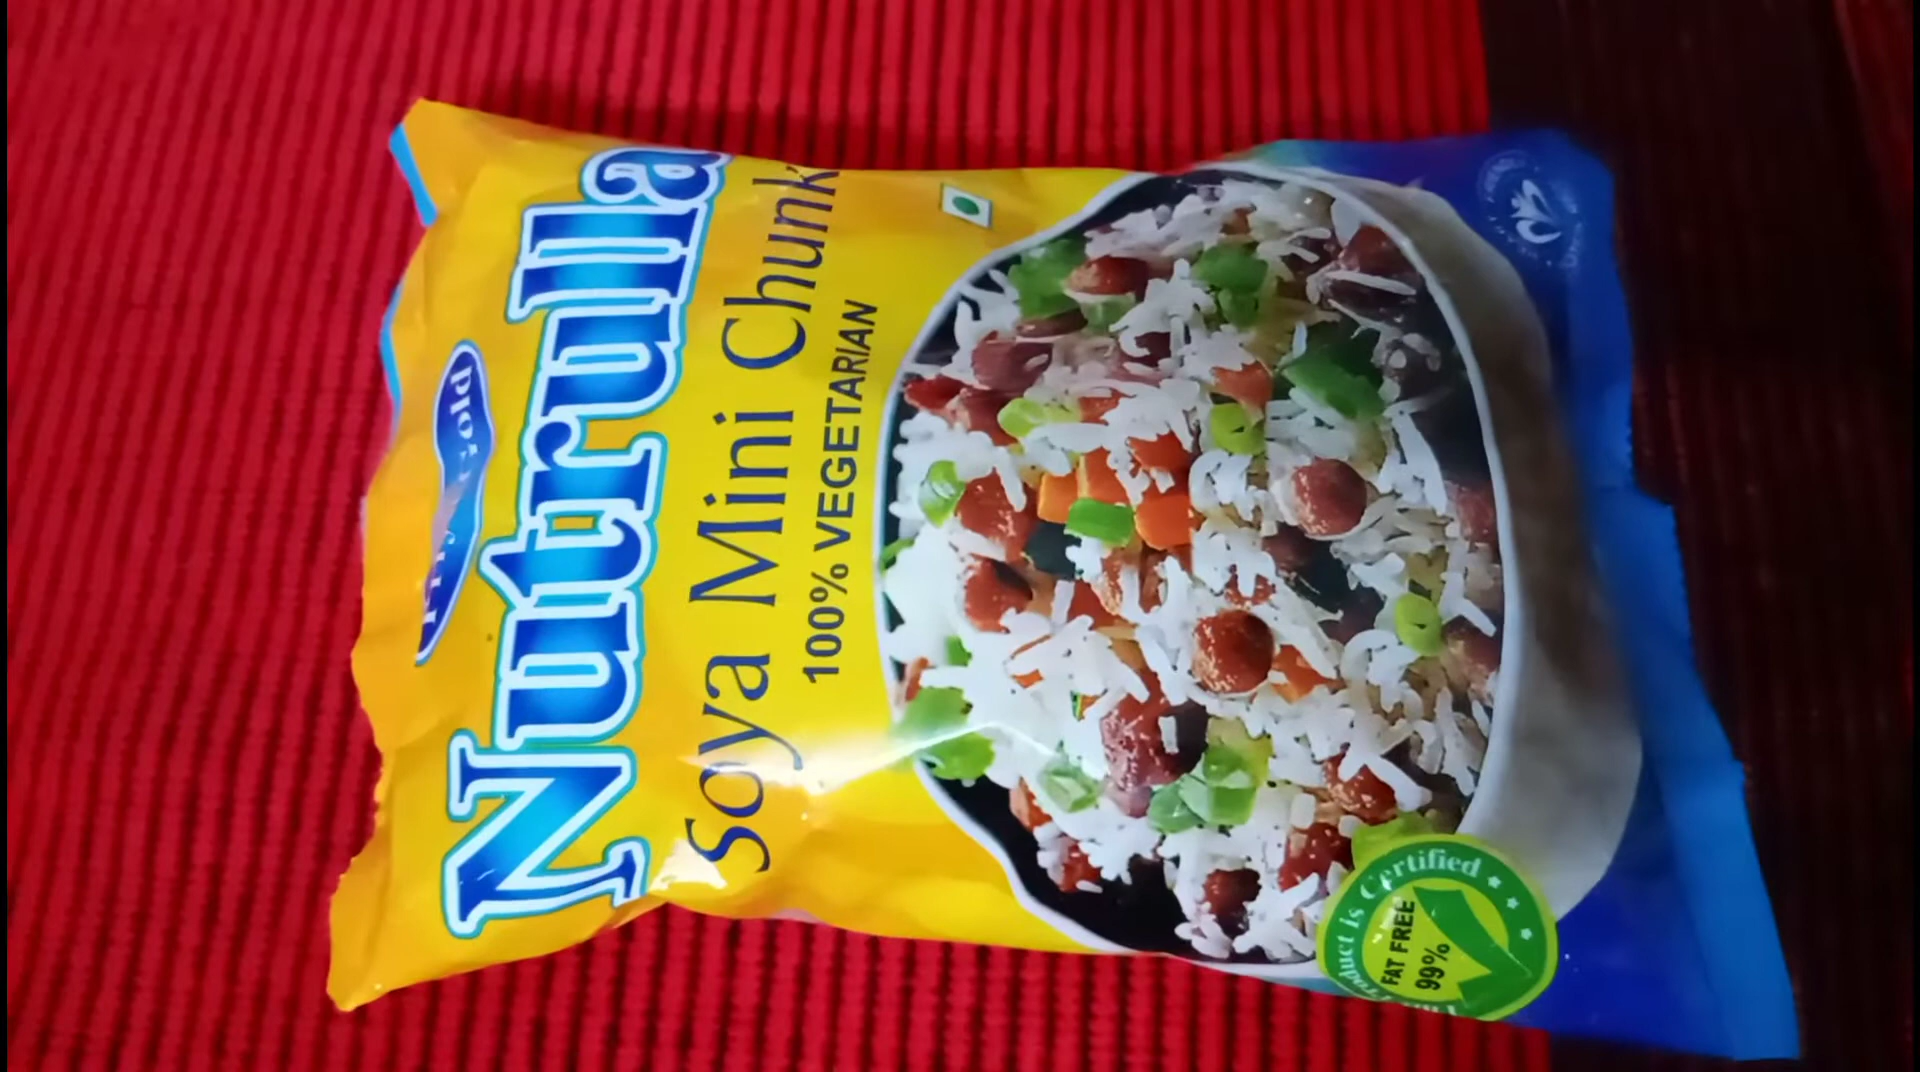 Gold
Nutrulla
Soya Mini Chunk
100% VEGETARIAN
Product is Certified
FAT FREE
99%